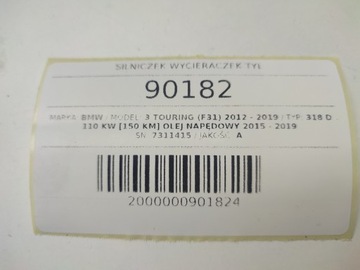 SILNICZEK WYCIERACZEK TYŁ
90182
MARKA: BMW / MODEL: 3 TOURING (F31) 2012 - 2019 / TYP: 318 D -
110 KW [150 KM] OLEJ NAPĘDOWY 2015 - 2019
SN: 7311415 / JAKOŚĆ: A
2000000901824